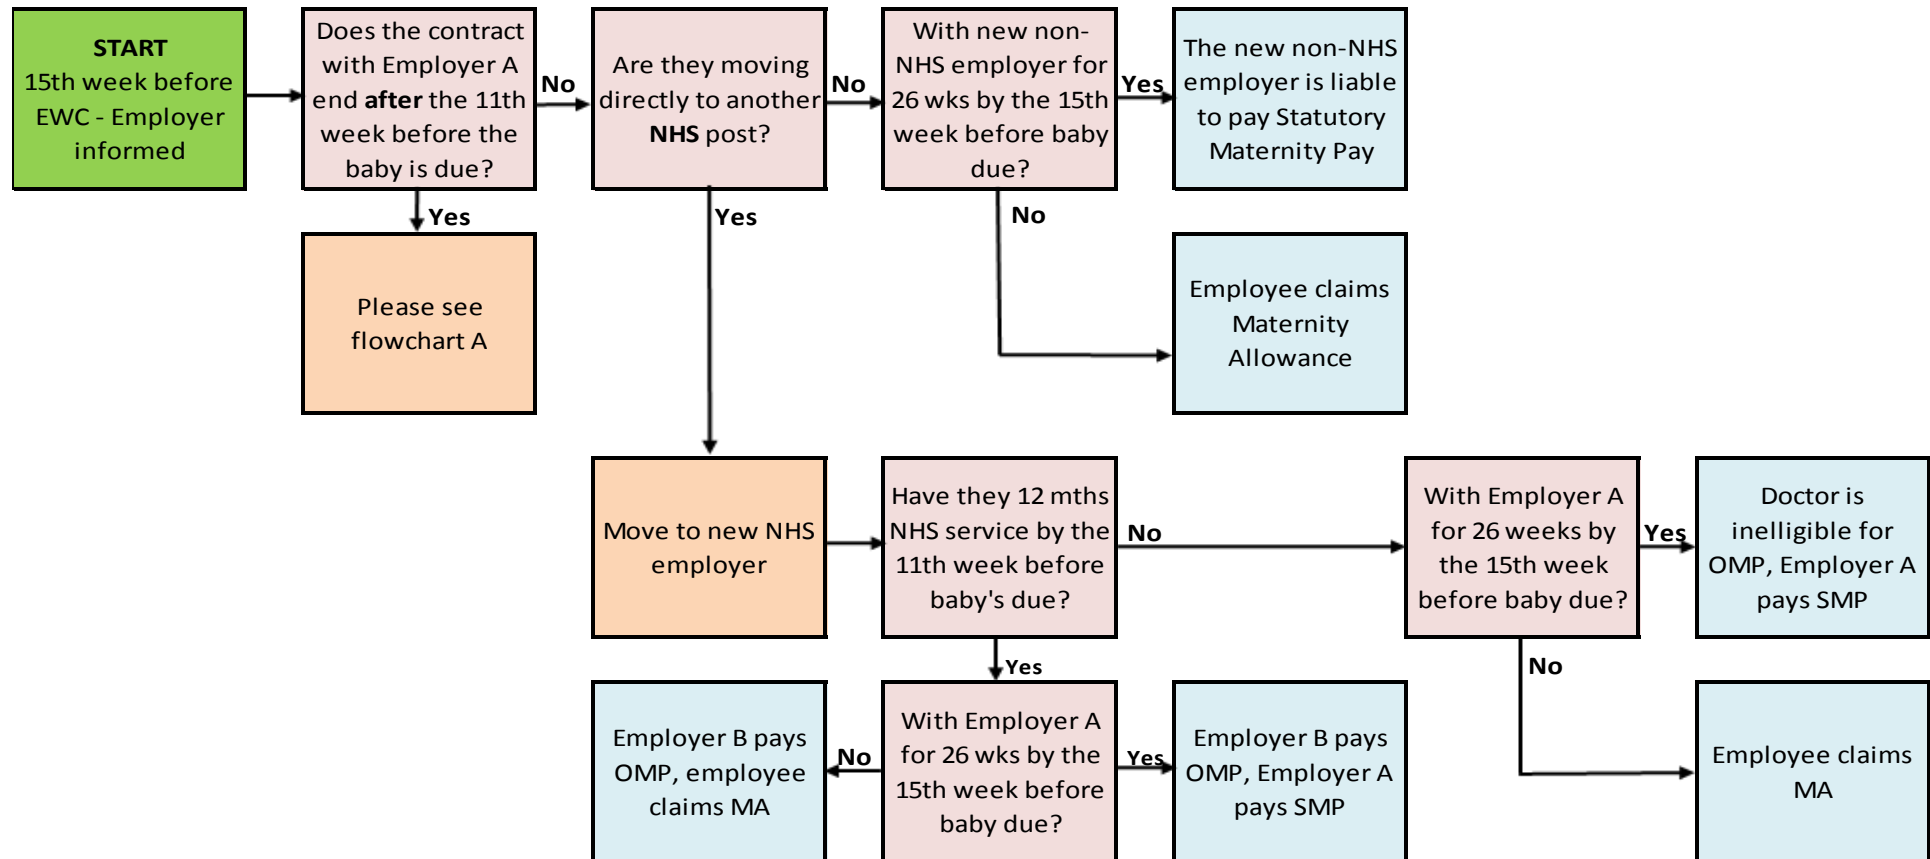 START
15th week before
EWC - Employer
informed
Does the contract
with Employer A
end after the 11th
week before the
baby is due?
No
Are they moving
directly to another
NHS post?
No
With new non-
NHS employer for
26 wks by the 15th
week before baby
due?
Yes
The new non-NHS
employer is liable
to pay Statutory
Maternity Pay
Yes
Yes
No
Please see
flowchart A
Employee claims
Maternity
Allowance
Move to new NHS
employer
Have they 12 mths
NHS service by the
11th week before
baby's due?
No
With Employer A
for 26 weeks by
the 15th week
before baby due?
Yes
Doctor is
inelligible for
OMP, Employer A
pays SMP
Yes
No
Employer B pays
OMP, employee
claims MA
No
With Employer A
for 26 wks by the
15th week before
baby due?
Yes
Employer B pays
OMP, Employer A
pays SMP
Employee claims
MA